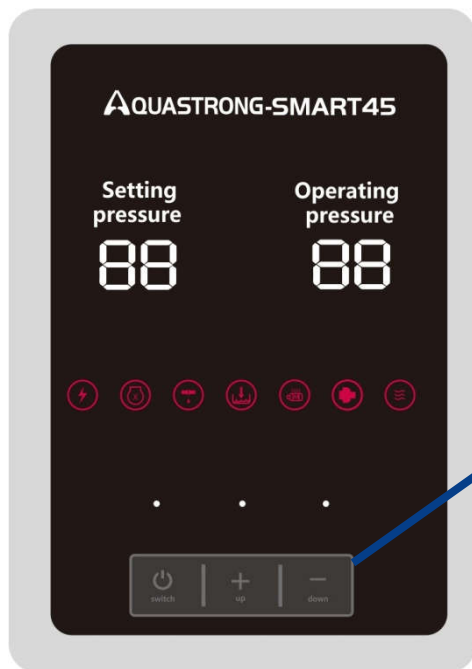 AQUASTRONG-SMART45
Setting pressure
Operating pressure
88
88
switch
up
down